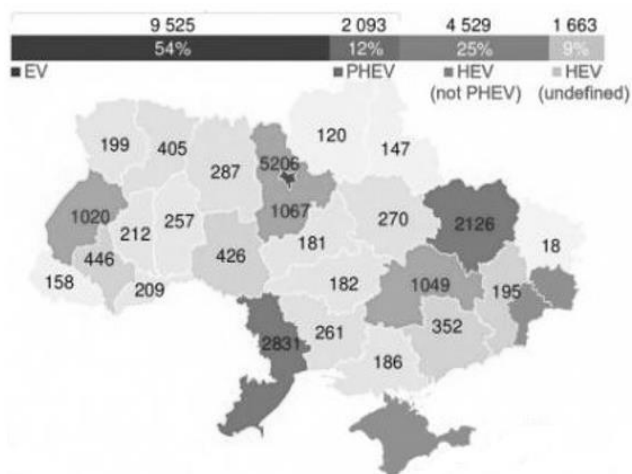 9 525 2 093 4 529 1 663
54% 12% 25% 9%
EV PHEV HEV HEV
(not PHEV) (undefined)
120
199 405 5206 147
287
1020 1067 270 2126
212 257 181 18
446 426
158 182 1049 195
209
2831 261 352
186